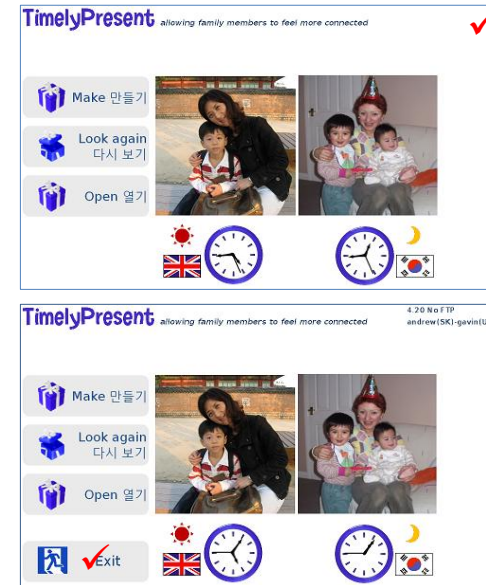 TimelyPresent allowing family members to feel more connected
Make 만들기
Look again
다시 보기
Open 열기
TimelyPresent allowing family members to feel more connected
4.20 No FTP
andrew(SK)-gavin(U
Make 만들기
Look again
다시 보기
Open 열기
Exit